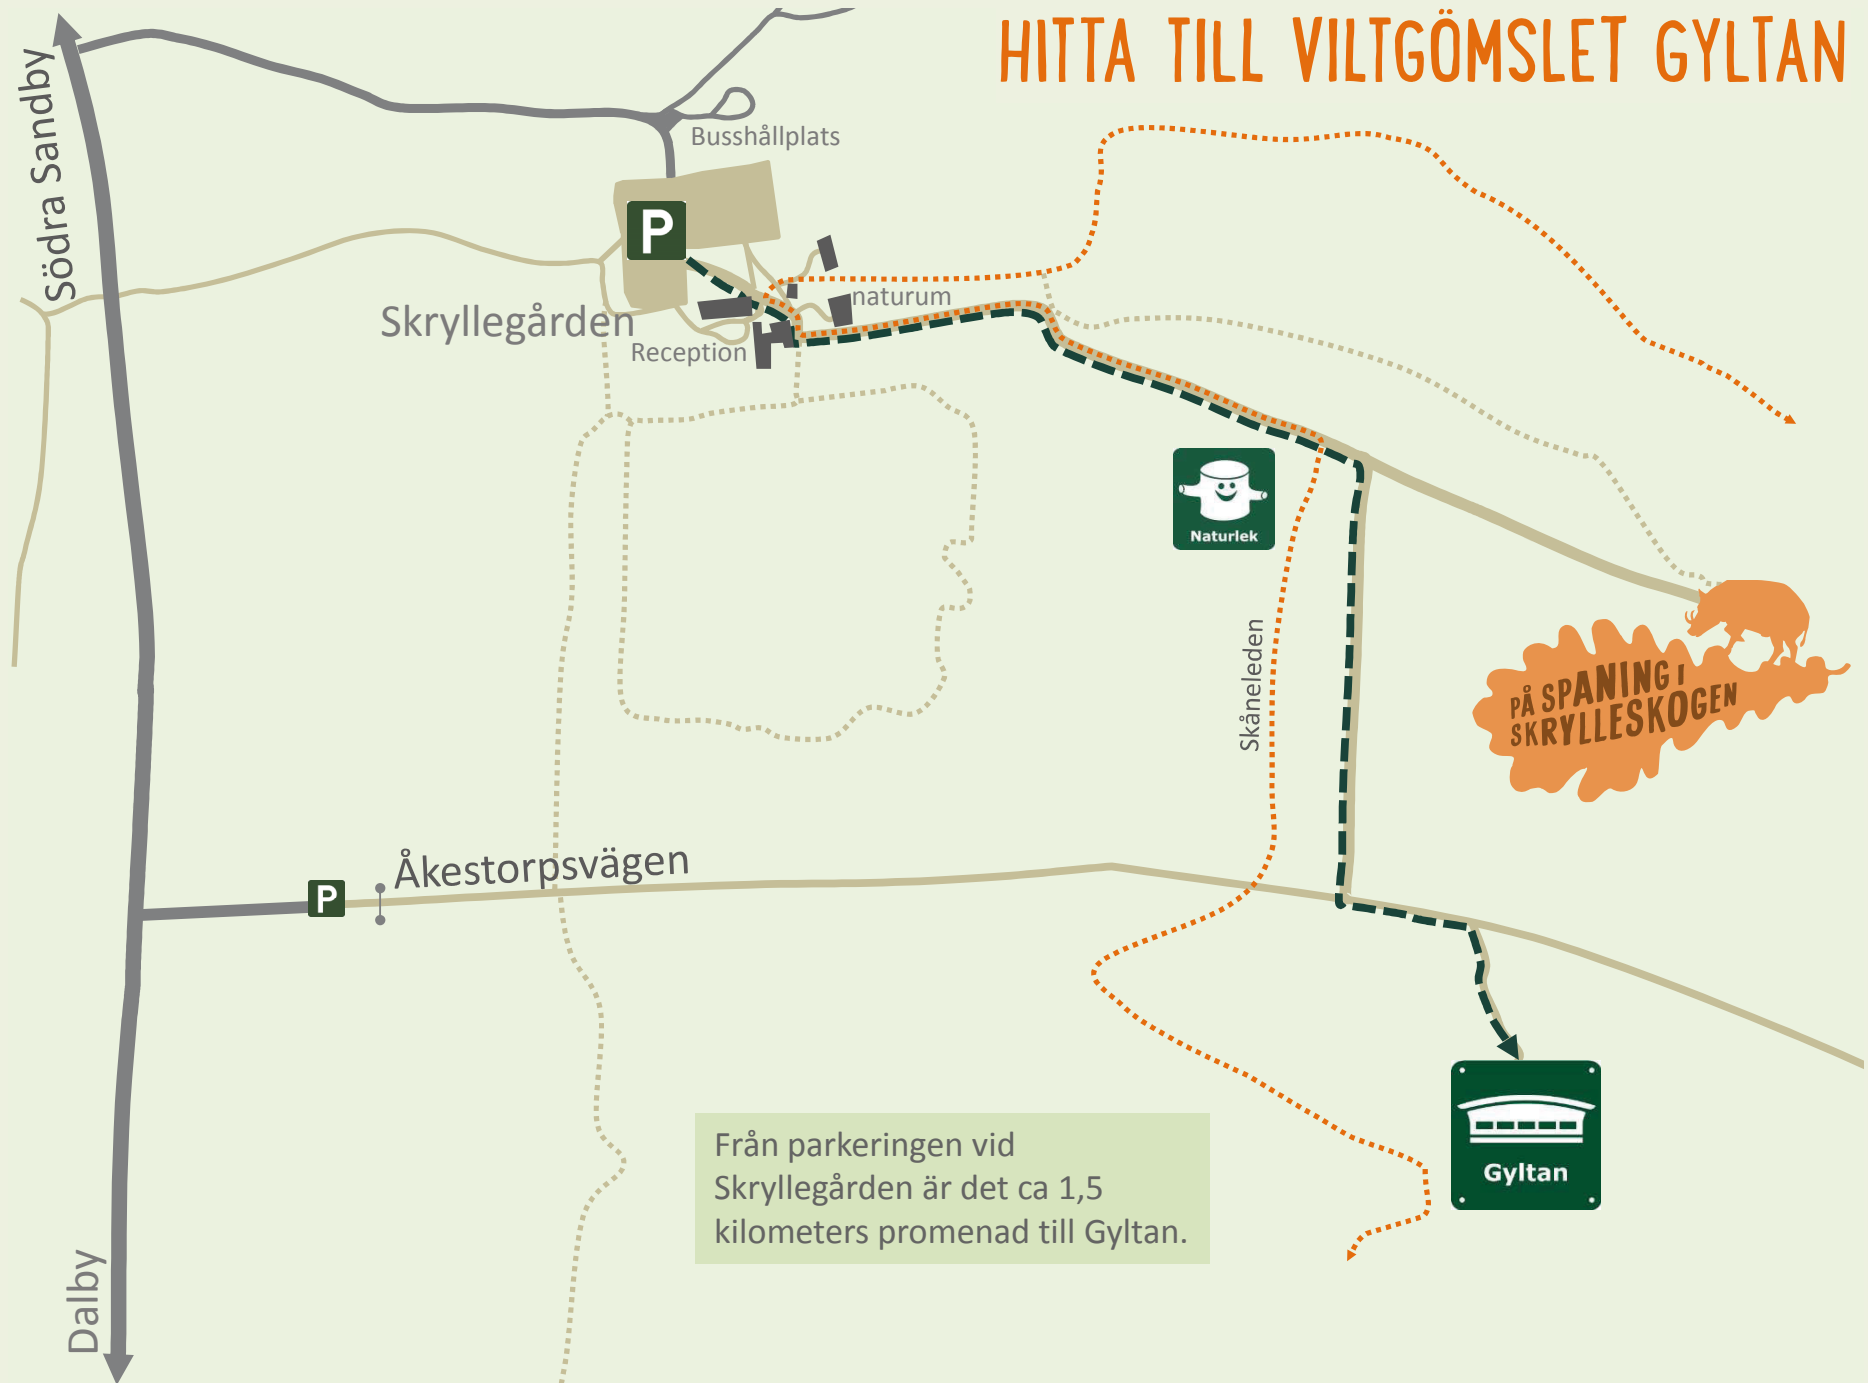 HITTA TILL VILTGÖMSLET GYLTAN
Södra Sandby
Busshållplats
P
Skryllegården
naturum
Reception
Naturlek
Skåneleden
PÅ SPANING I
SKRYLLESKOGEN
Åkestorpsvägen
P
Från parkeringen vid
Skryllegården är det ca 1,5
kilometers promenad till Gyltan.
Gyltan
Dalby